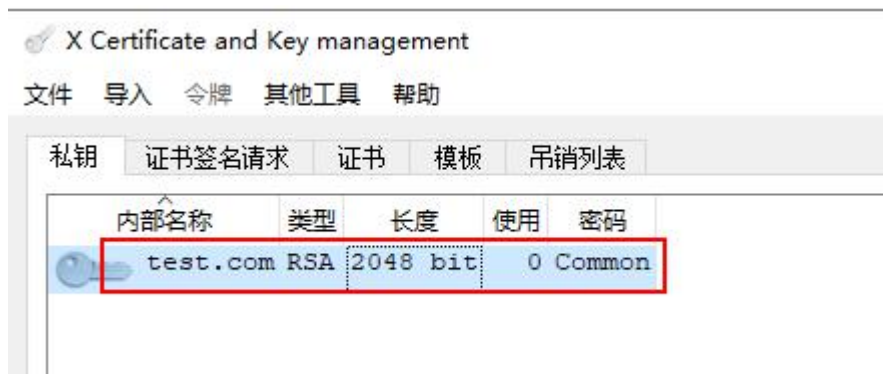 X Certificate and Key management
文件 导入 令牌 其他工具 帮助
私钥 证书签名请求 证书 模板 吊销列表
内部名称 类型 长度 使用 密码
test.com RSA 2048 bit 0 Common